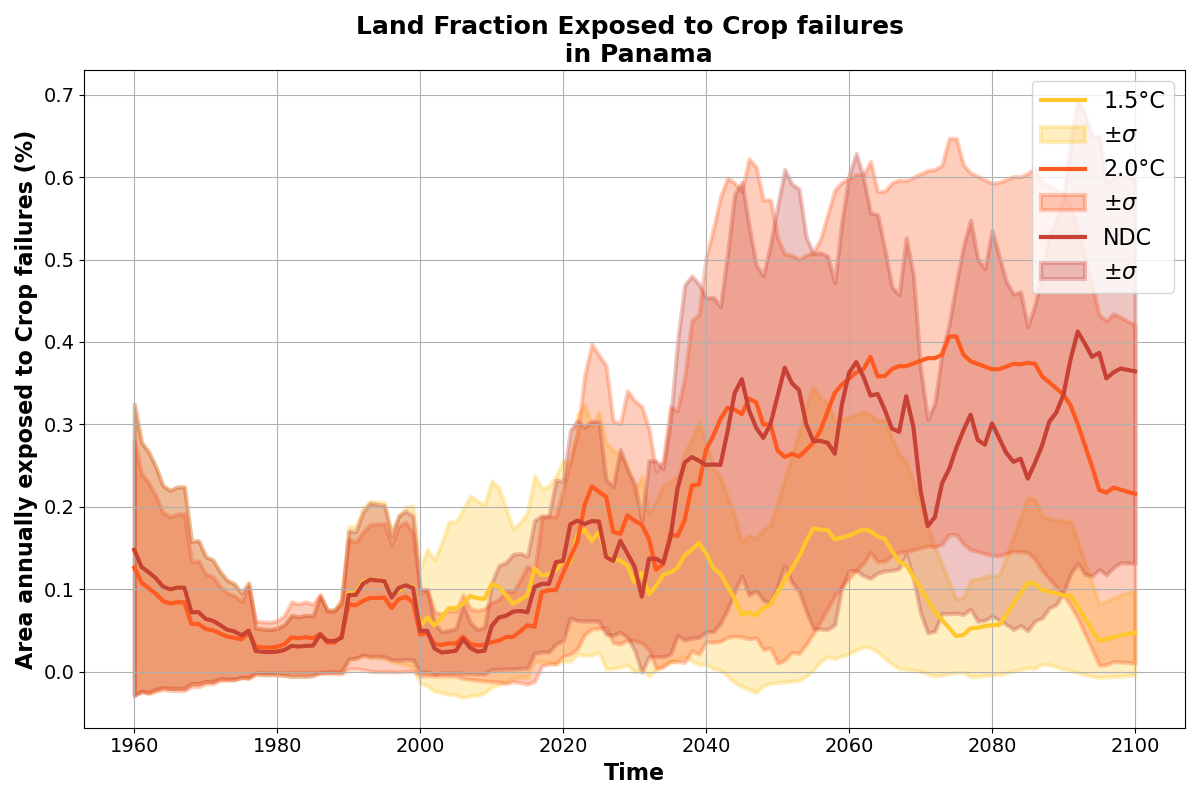 Land Fraction Exposed to Crop failures
in Panama
Area annually exposed to Crop failures (%)
0.7
0.6
0.5
0.4
0.3
0.2
0.1
0.0
1960
1980
2000
2020
2040
2060
2080
2100
Time
1.5°C
±σ
2.0°C
±σ
NDC
±σ